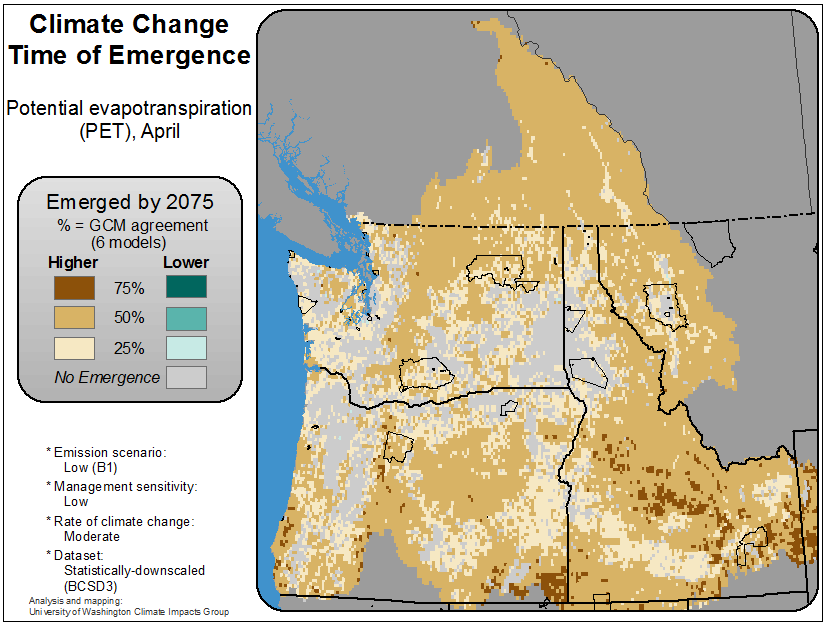 Climate Change
Time of Emergence
Potential evapotranspiration
(PET), April
Emerged by 2075
% = GCM agreement
(6 models)
Higher Lower
75%
50%
25%
No Emergence
* Emission scenario:
Low (B1)
* Management sensitivity:
Low
* Rate of climate change:
Moderate
* Dataset:
Statistically-downscaled
(BCSD3)
Analysis and mapping:
University of Washington Climate Impacts Group